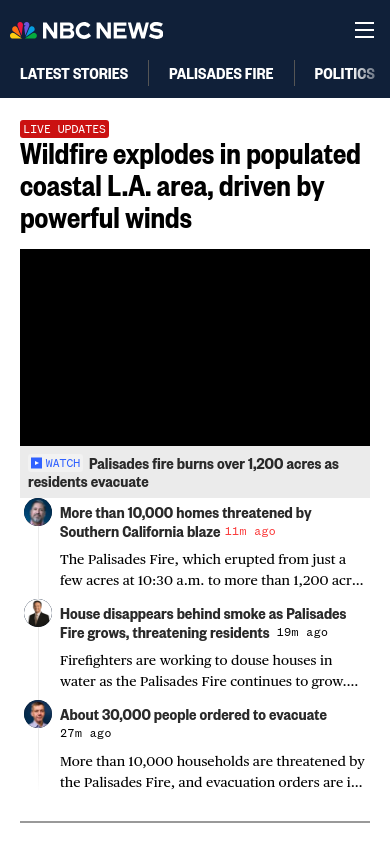 NBC NEWS
LATEST STORIES
PALISADES FIRE
POLITICS
LIVE UPDATES
Wildfire explodes in populated
coastal L.A. area, driven by
powerful winds
WATCH Palisades fire burns over 1,200 acres as
residents evacuate
More than 10,000 homes threatened by
Southern California blaze 11m ago
The Palisades Fire, which erupted from just a
few acres at 10:30 a.m. to more than 1,200 acr...
House disappears behind smoke as Palisades
Fire grows, threatening residents 19m ago
Firefighters are working to douse houses in
water as the Palisades Fire continues to grow....
About 30,000 people ordered to evacuate
27m ago
More than 10,000 households are threatened by
the Palisades Fire, and evacuation orders are i...